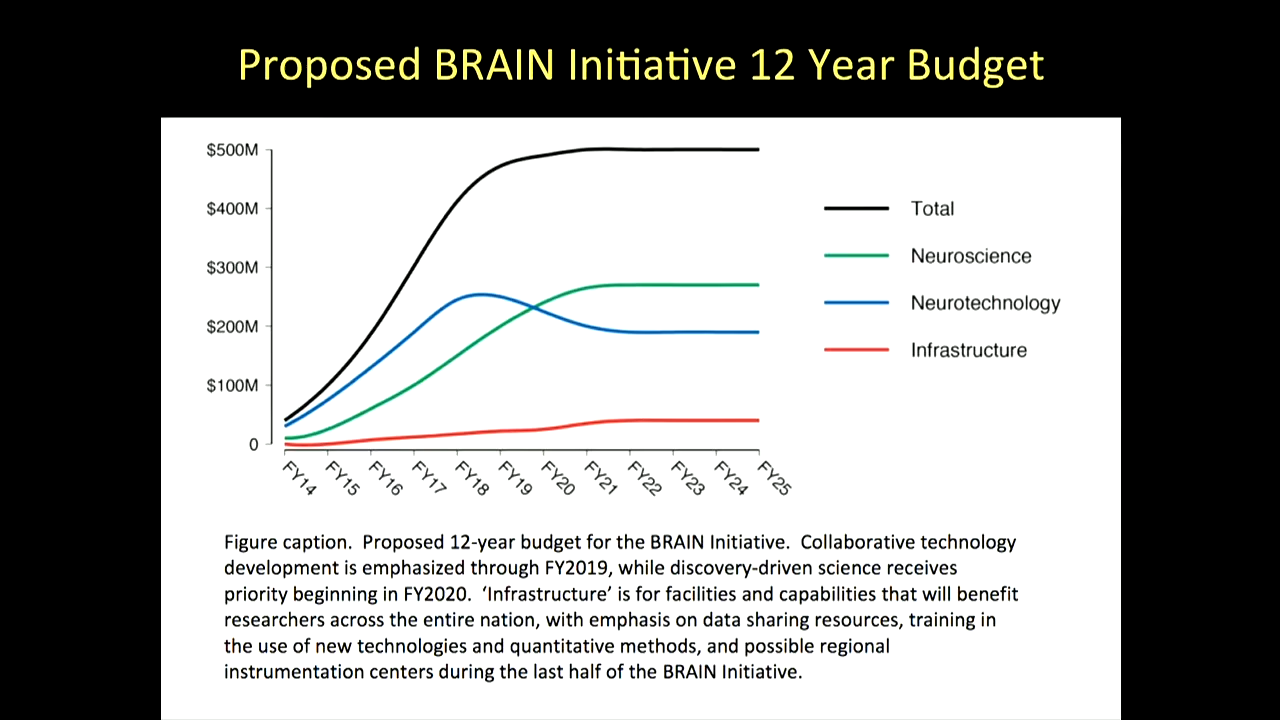 Proposed BRAIN Initiative 12 Year Budget
$500M
$400M
$300M
$200M
$100M
0
FY14
FY15
FY16
FY17
FY18
FY19
FY20
FY21
FY22
FY23
FY24
FY25
Total
Neuroscience
Neurotechnology
Infrastructure
Figure caption.  Proposed 12-year budget for the BRAIN Initiative.  Collaborative technology
development is emphasized through FY2019, while discovery-driven science receives
priority beginning in FY2020.  ‘Infrastructure’ is for facilities and capabilities that will benefit
researchers across the entire nation, with emphasis on data sharing resources, training in
the use of new technologies and quantitative methods, and possible regional
instrumentation centers during the last half of the BRAIN Initiative.